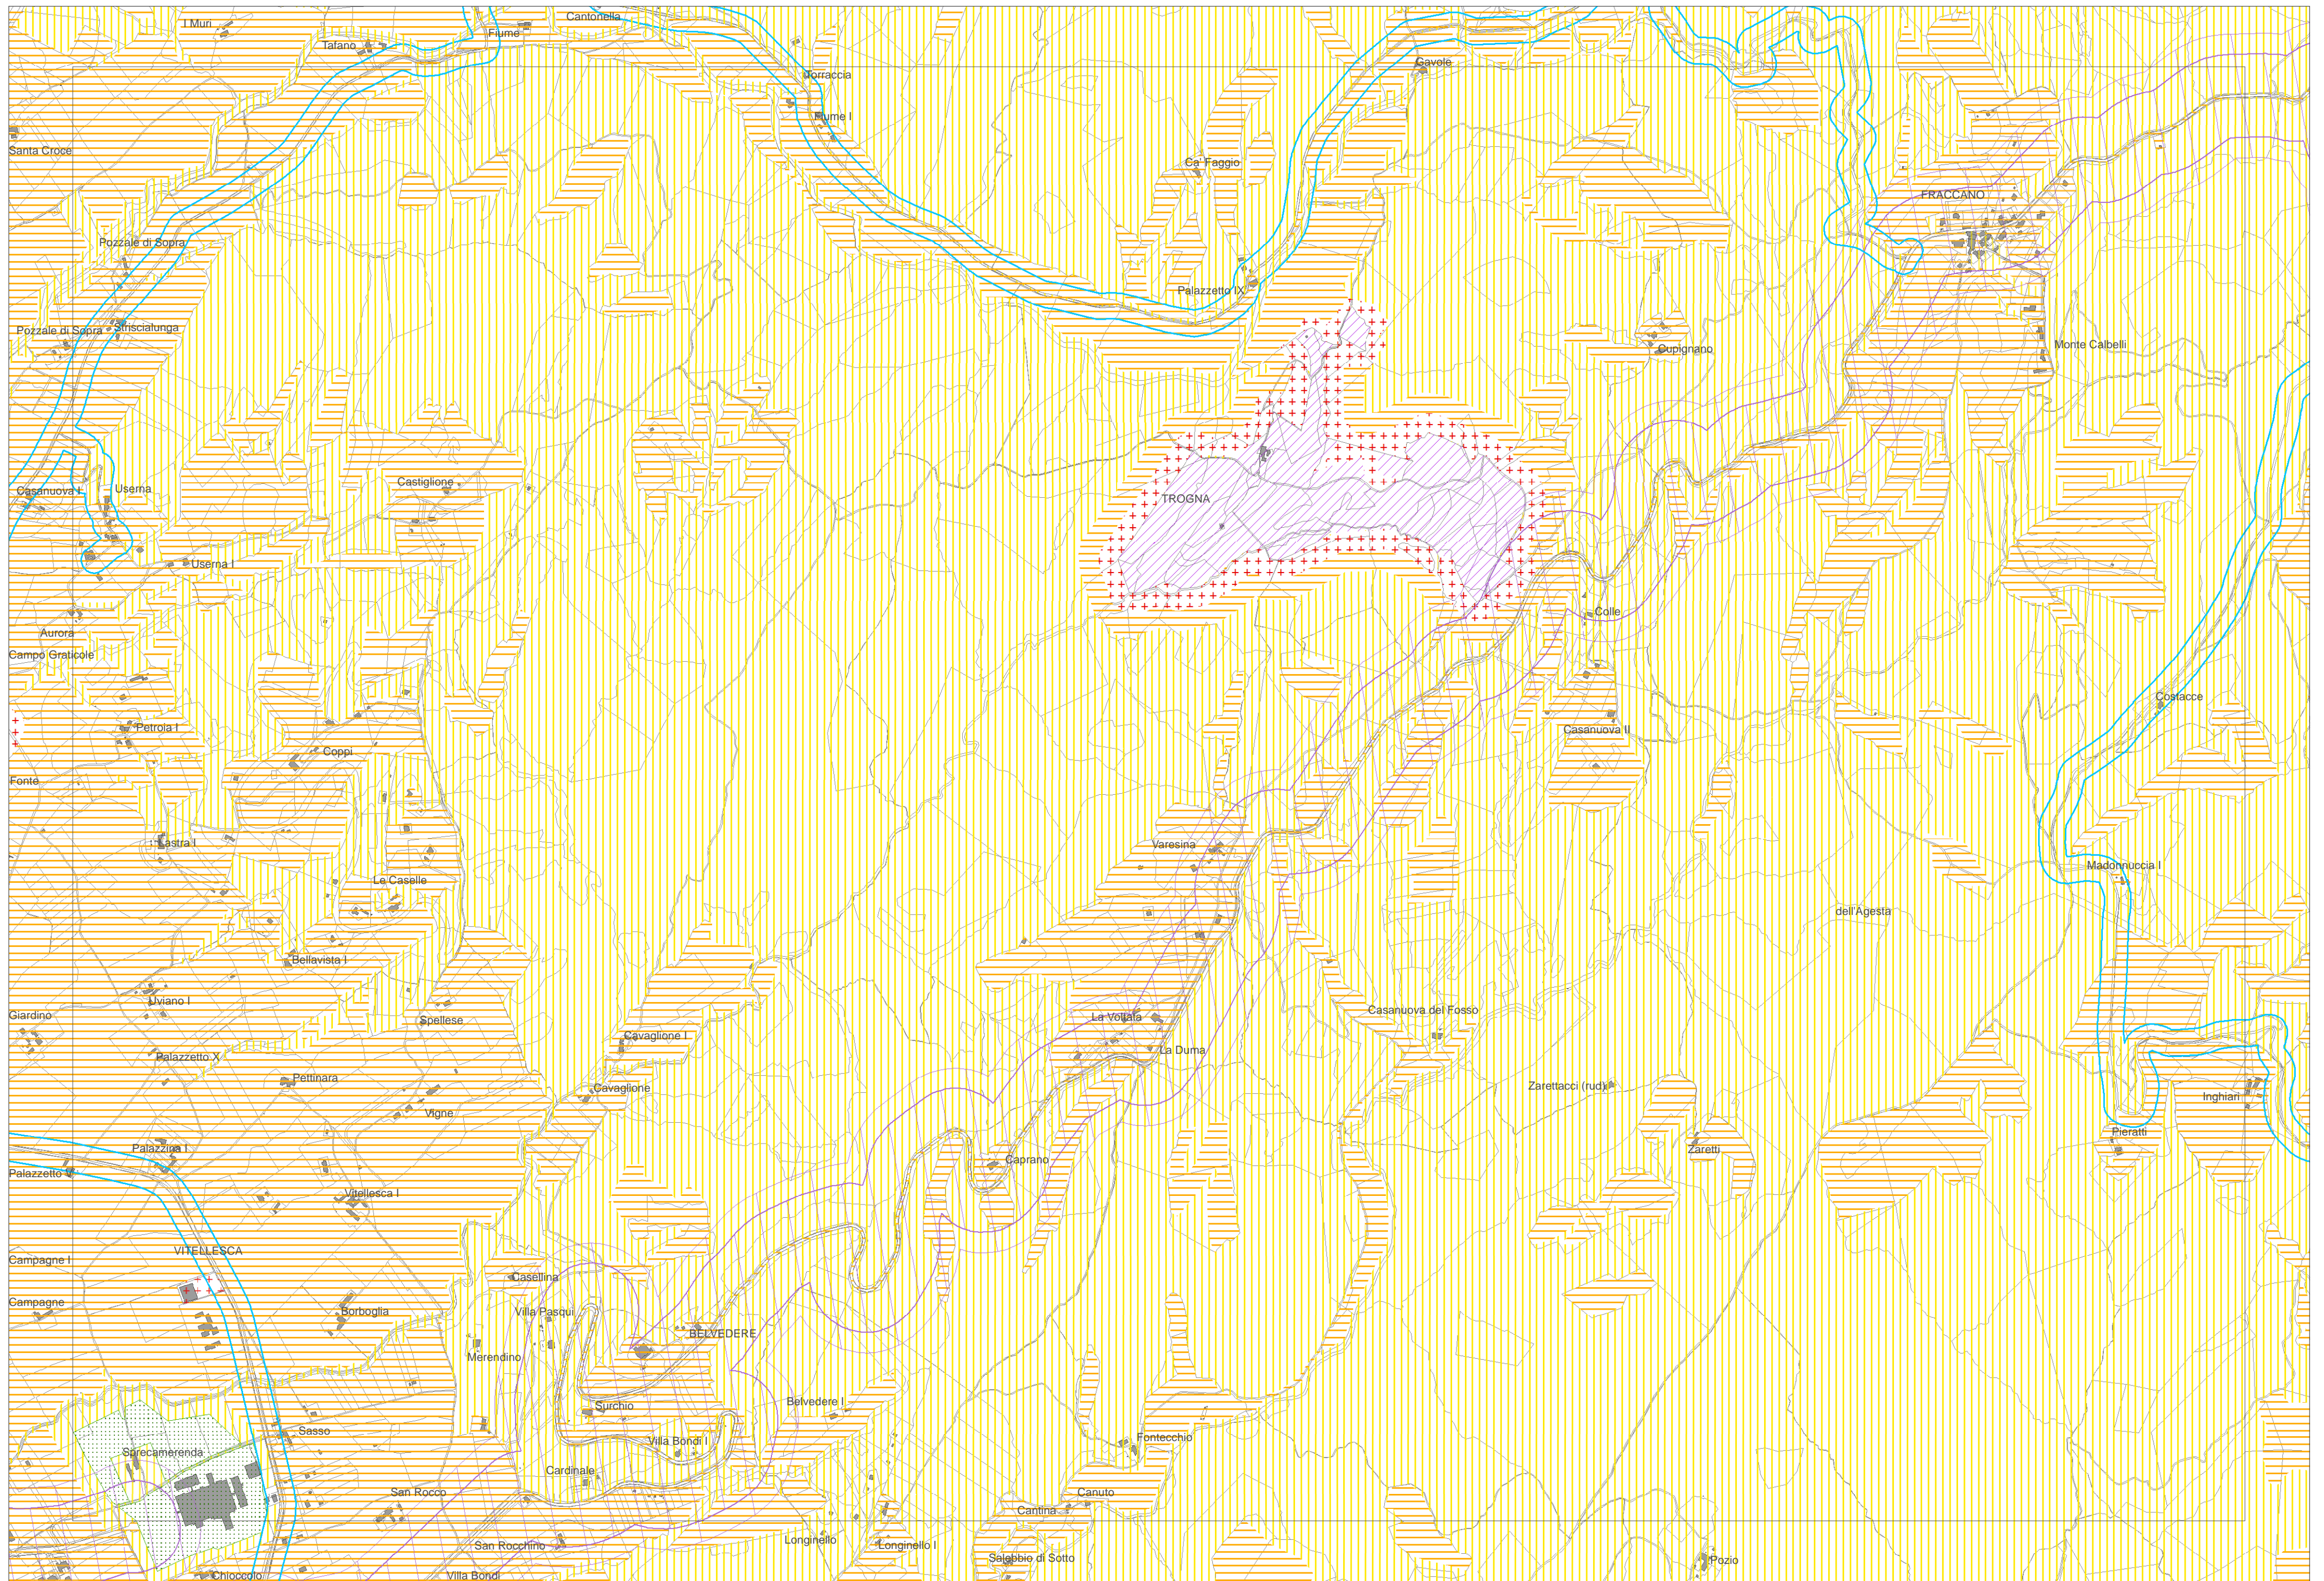 I Muri
Tafano
Fiume
Cantonella
Torraccia
Fiume I
Gavole
Santa Croce
Ca' Faggio
FRACCANO
Pozzale di Sopra
Palazzetto IX
Pozzale di Sopra
Striscialunga
Cupignano
Monte Calbelli
Casanuova I
Userna
Castiglione
TROGNA
Userna I
Colle
Aurora
Campo Graticole
Costacce
Petroia I
Coppi
Casanuova II
Fonte
Lastra I
Varesina
Madonnuccia I
Le Caselle
dell'Agesta
Bellavista I
Uviano I
Giardino
Spellese
Casanuova del Fosso
La Voltata
Cavaglione I
Palazzetto X
La Duma
Pettinara
Cavaglione
Zarettacci (rud)
Inghiari
Vigne
Pieratti
Palazzina I
Zaretti
Caprano
Palazzetto
Vitellesca I
VITELLESCA
Campagne I
Casellina
Campagne
Borboglia
Villa Pasqui
BELVEDERE
Merendino
Belvedere I
Surchio
Sasso
Villa Bondi I
Fontecchio
Sprecamerenda
Cardinale
San Rocco
Canuto
Cantina
Longinello
Longinello I
San Rocchino
Salebbio di Sotto
Pozio
Chioccolo
Villa Bondi